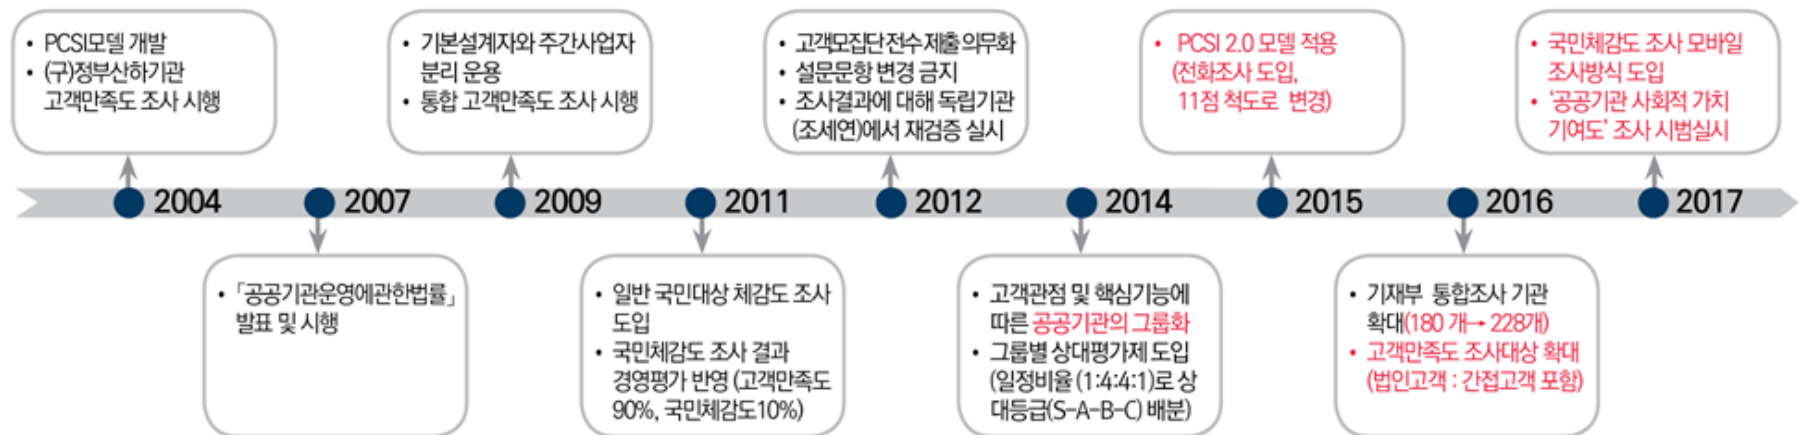 • PCSI모델 개발
• (구)정부산하기관
고객만족도 조사 시행
• 기본설계자와 주간사업자
분리 운용
• 통합 고객만족도 조사 시행
• 고객모집단 전수 제출 의무화
• 설문문항 변경 금지
• 조사결과에 대해 독립기관
(조세연)에서 재검증 실시
• PCSI 2.0 모델 적용
(전화조사 도입,
11점 척도로 변경)
• 국민체감도 조사 모바일
조사방식 도입
• ‘공공기관 사회적 가치
기여도’ 조사 시범실시
2004
2007
2009
2011
2012
2014
2015
2016
2017
• 「공공기관운영에관한법률」
발표 및 시행
• 일반 국민대상 체감도 조사
도입
• 국민체감도 조사 결과
경영평가 반영 (고객만족도
90%, 국민체감도10%)
• 고객관점 및 핵심기능에
따른 공공기관의 그룹화
• 그룹별 상대평가제 도입
(일정비율 (1:4:4:1)로 상
대등급(S-A-B-C) 배분)
• 기재부 통합조사 기관
확대(180 개→ 228개)
• 고객만족도 조사대상 확대
(법인고객 : 간접고객 포함)